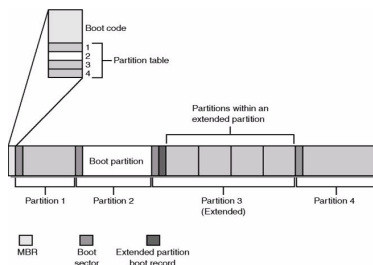 Boot code
1
2
3
4
Partition table
Partitions within an
extended partition
Boot partition
Partition 1
Partition 2
Partition 3
(Extended)
Partition 4
MBR
Boot
sector
Extended partition
boot record